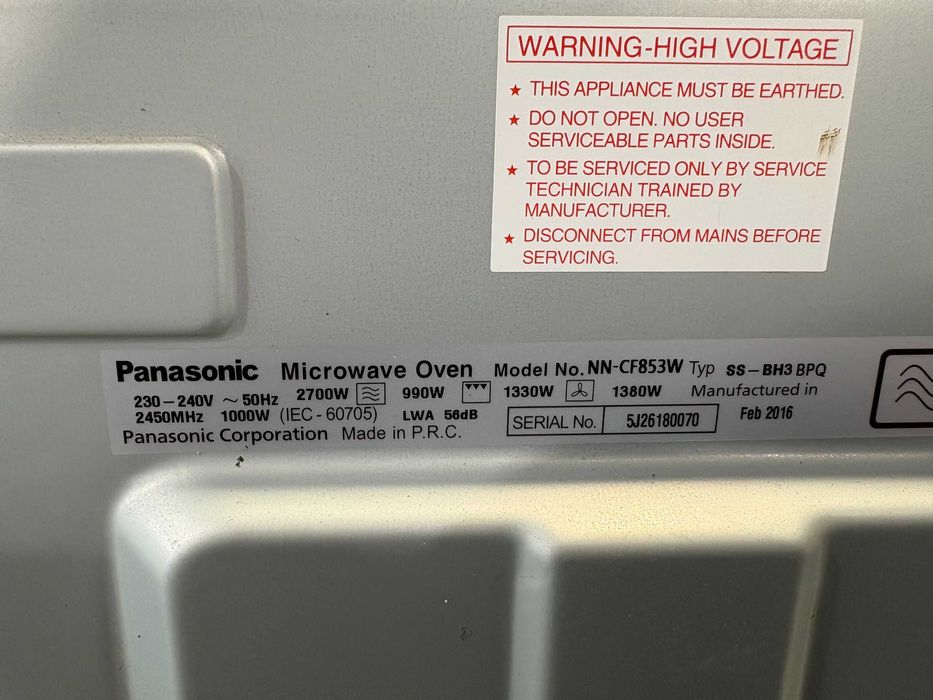 WARNING-HIGH VOLTAGE
★ THIS APPLIANCE MUST BE EARTHED.
★ DO NOT OPEN. NO USER
SERVICEABLE PARTS INSIDE.
★ TO BE SERVICED ONLY BY SERVICE
TECHNICIAN TRAINED BY
MANUFACTURER.
★ DISCONNECT FROM MAINS BEFORE
SERVICING.
Panasonic Microwave Oven Model No. NN-CF853W Typ SS-BH3 BPQ
230-240V ~ 50Hz 2700W 990W 1330W 1380W Manufactured in
2450MHz 1000W (IEC-60705) LWA 56dB SERIAL No. 5J26180070 Feb 2016
Panasonic Corporation Made in P.R.C.